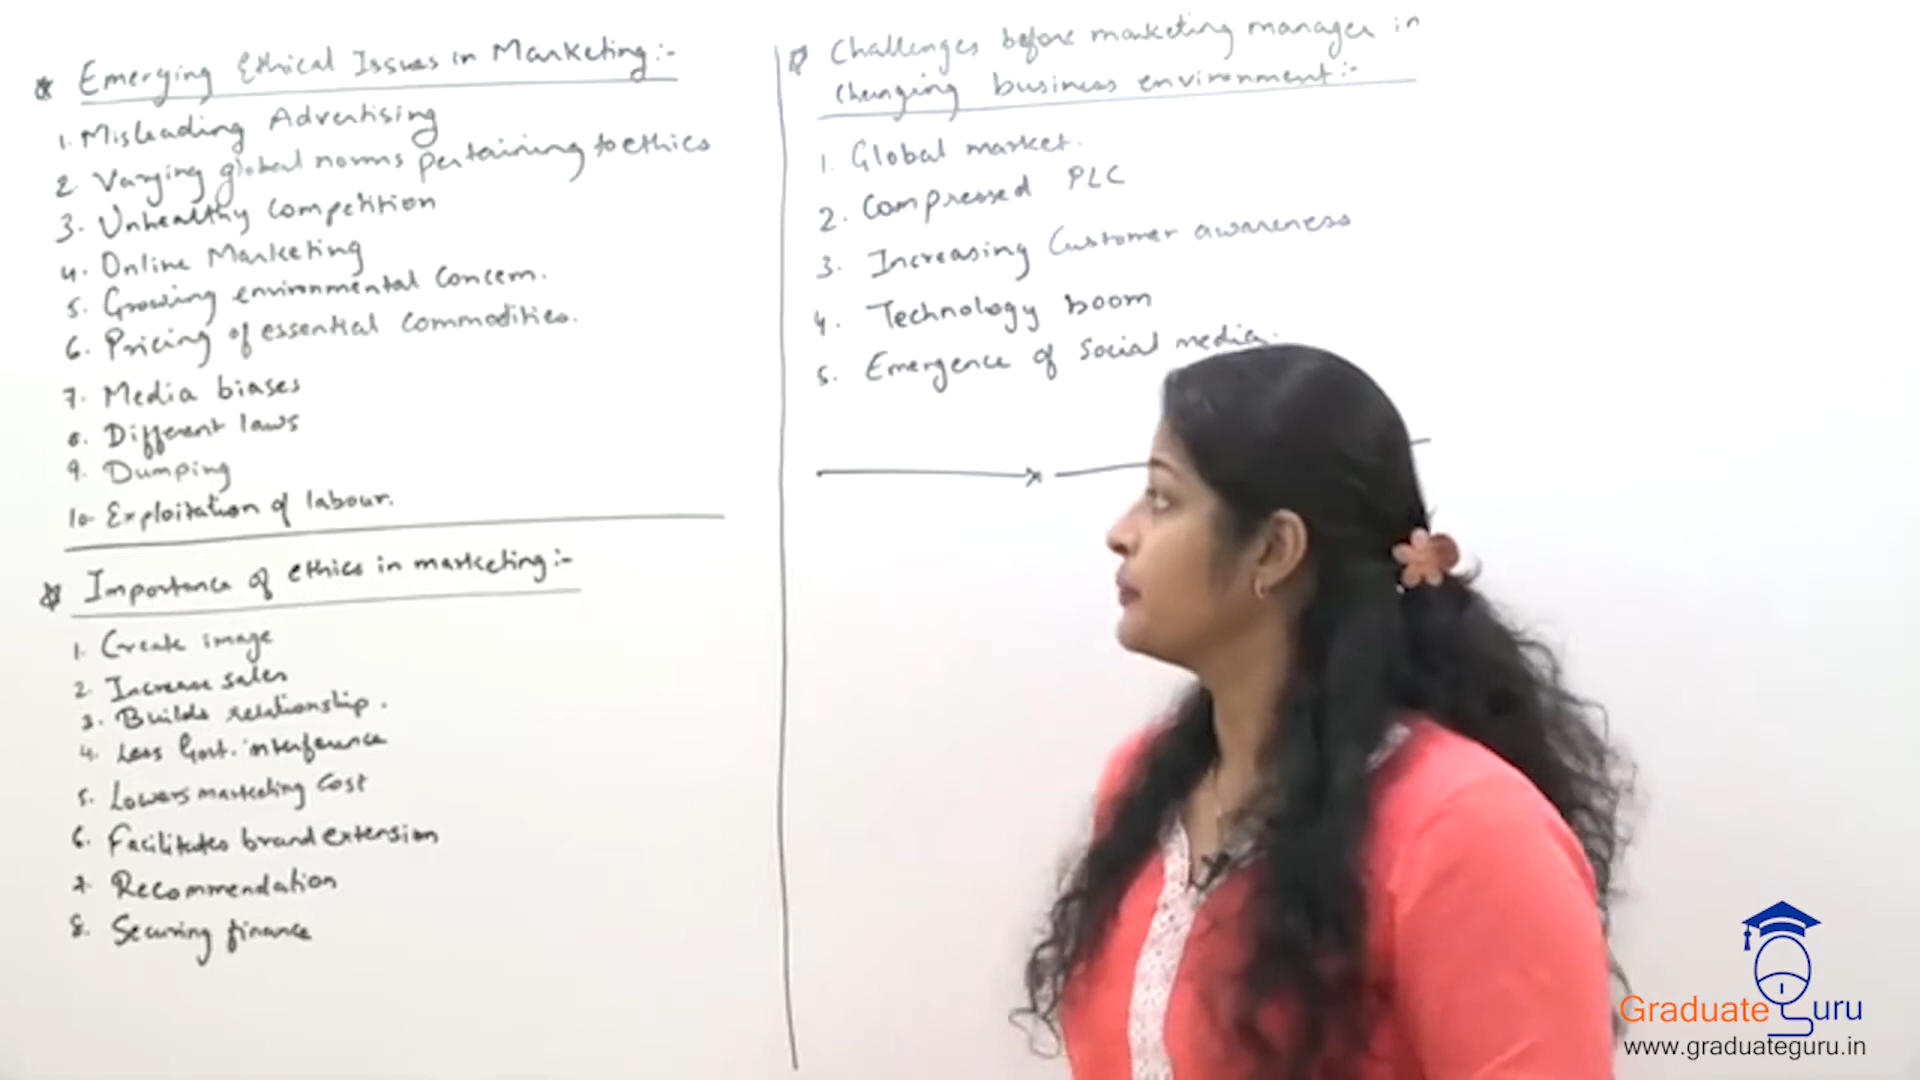 Emerging Ethical Issues in Marketing:-
1. Misleading Advertising
2. Varying global norms pertaining to ethics
3. Unhealthy competition
4. Online Marketing
5. Growing environmental concern.
6. Pricing of essential commodities.
7. Media biases
8. Different laws
9. Dumping
10. Exploitation of labour.
Importance of ethics in marketing:-
1. Create image
2. Increase sales
3. Builds relationship.
4. Less Govt. interference
5. Lowers marketing cost
6. Facilitates brand extension
7. Recommendation
8. Securing finance
Challenges before marketing manager in
changing business environment:-
1. Global market.
2. Compressed PLC
3. Increasing Customer awareness
4. Technology boom
5. Emergence of Social media.
Graduate Guru
www.graduateguru.in